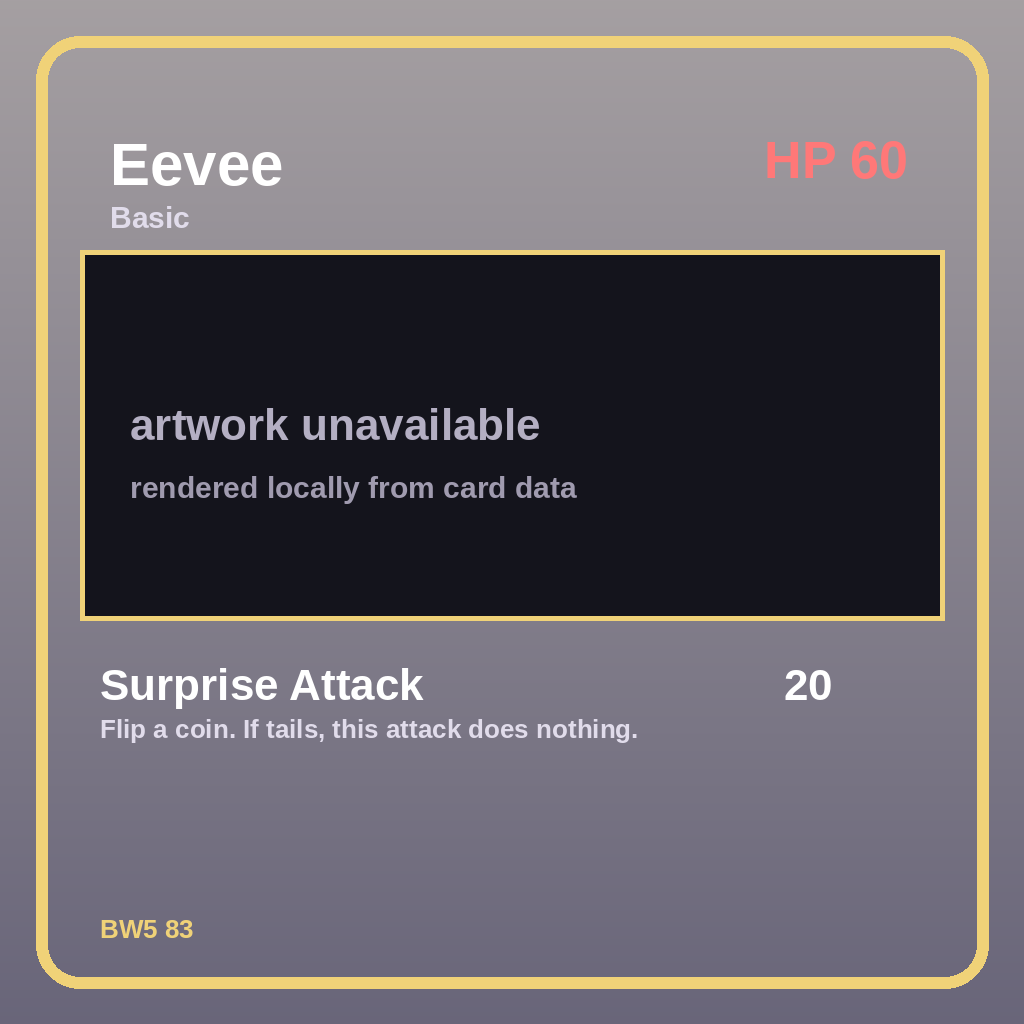 Eevee
HP 60
Basic
artwork unavailable
rendered locally from card data
Surprise Attack 20
Flip a coin. If tails, this attack does nothing.
BW5 83